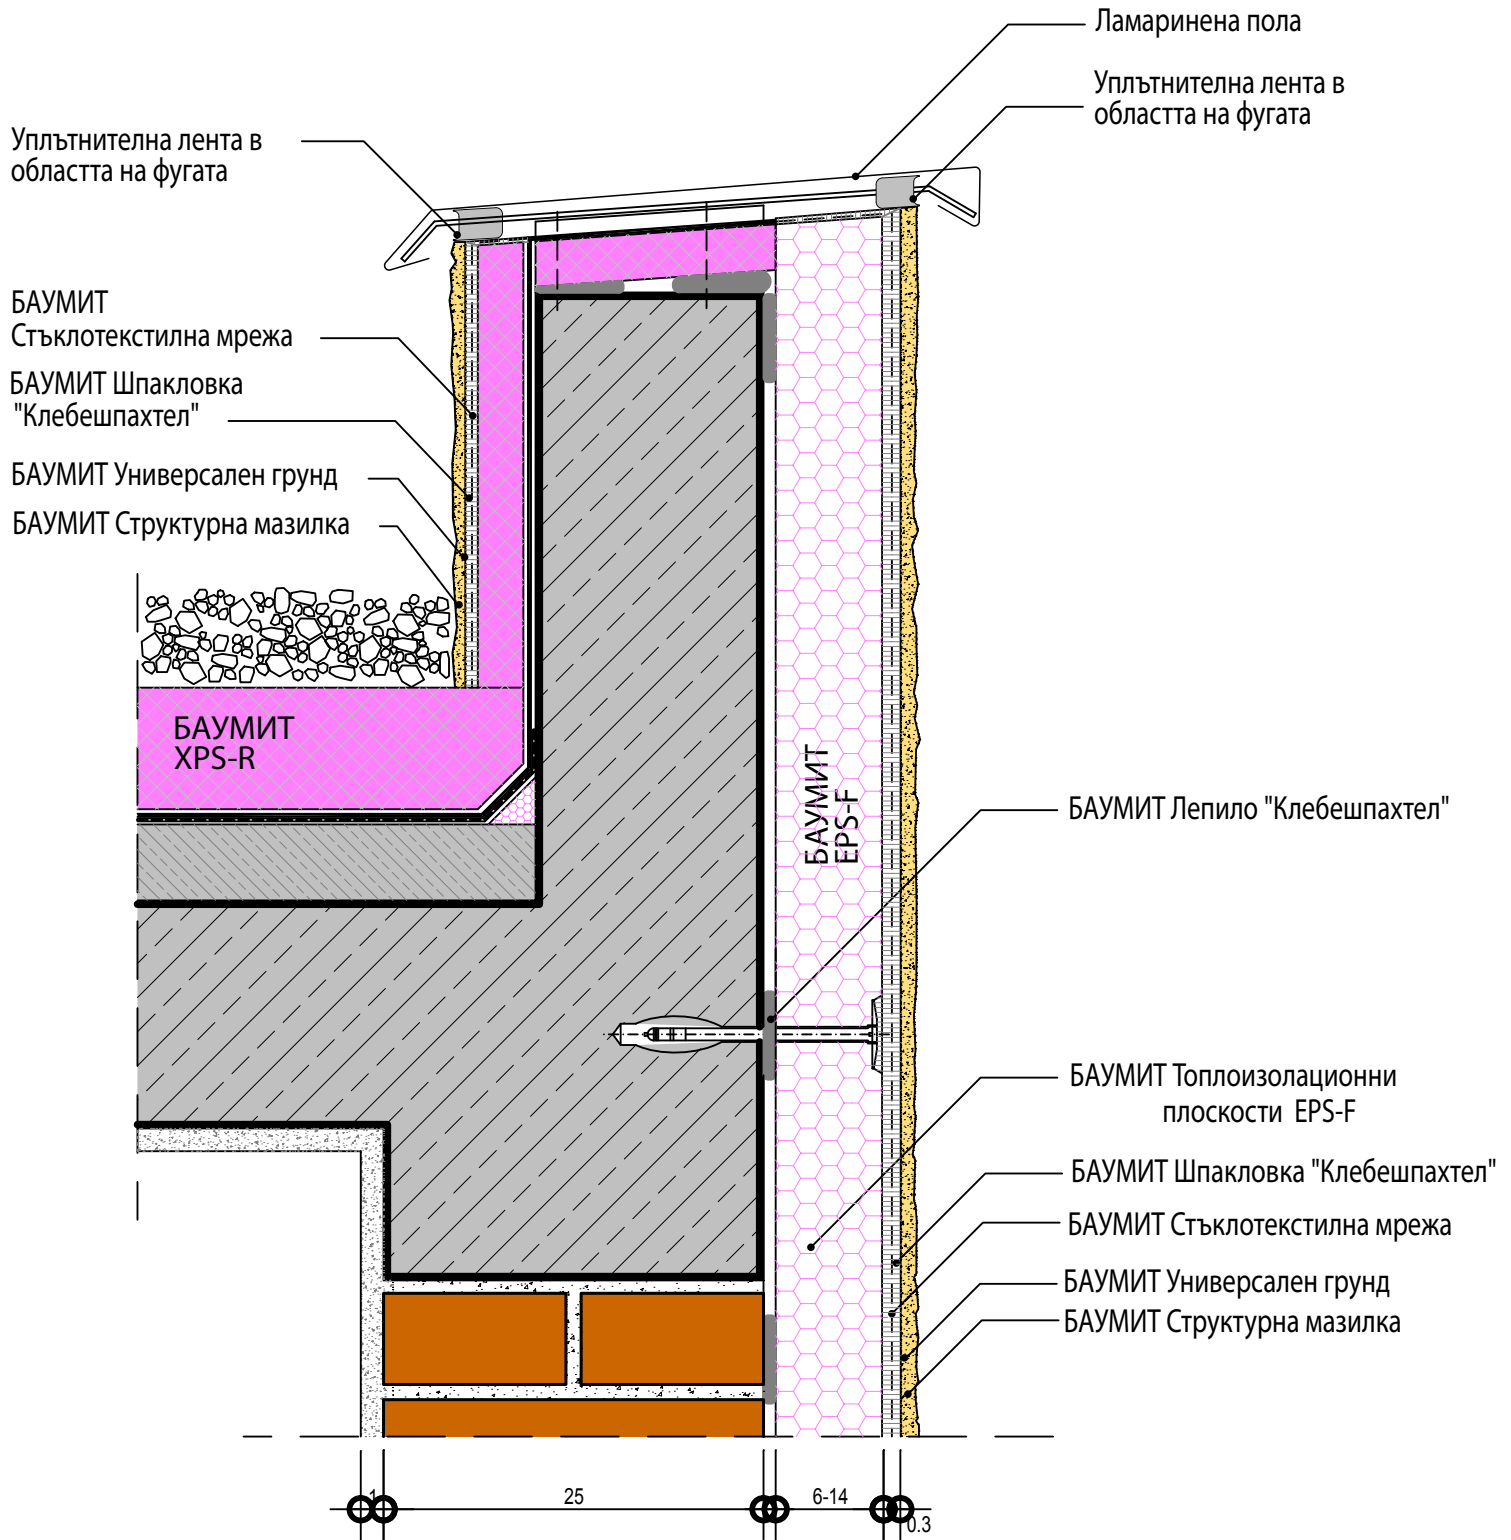 Ламаринена пола
Уплътнителна лента в
областта на фугата
Уплътнителна лента в
областта на фугата
БАУМИТ
Стъклотекстилна мрежа
БАУМИТ Шпакловка
"Клебешпахтел"
БАУМИТ Универсален грунд
БАУМИТ Структурна мазилка
БАУМИТ
XPS-R
БАУМИТ
EPS-F
БАУМИТ Лепило "Клебешпахтел"
БАУМИТ Топлоизолационни
плоскости EPS-F
БАУМИТ Шпакловка "Клебешпахтел"
БАУМИТ Стъклотекстилна мрежа
БАУМИТ Универсален грунд
БАУМИТ Структурна мазилка
1
25
6-14
0.3